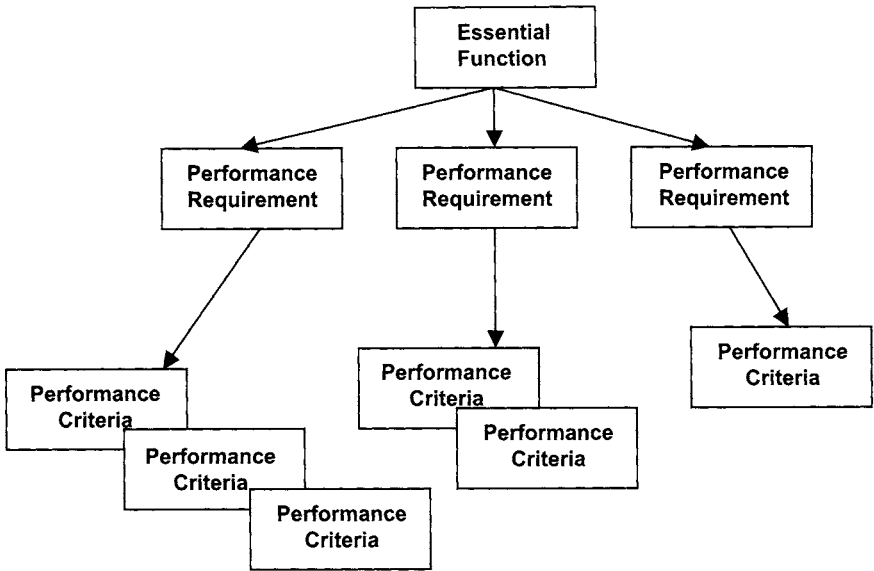 Essential
Function
Performance
Requirement
Performance
Requirement
Performance
Requirement
Performance
Criteria
Performance
Criteria
Performance
Criteria
Performance
Criteria
Performance
Criteria
Performance
Criteria